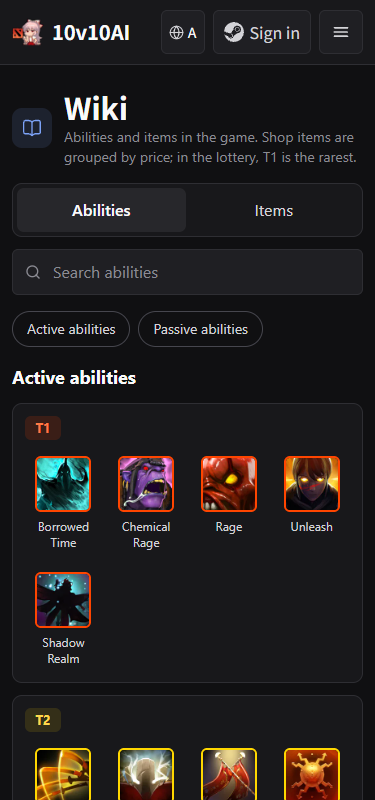 10v10AI
A
Sign in
Wiki
Abilities and items in the game. Shop items are
grouped by price; in the lottery, T1 is the rarest.
Abilities
Items
Search abilities
Active abilities
Passive abilities
Active abilities
T1
Borrowed
Time
Chemical
Rage
Rage
Unleash
Shadow
Realm
T2